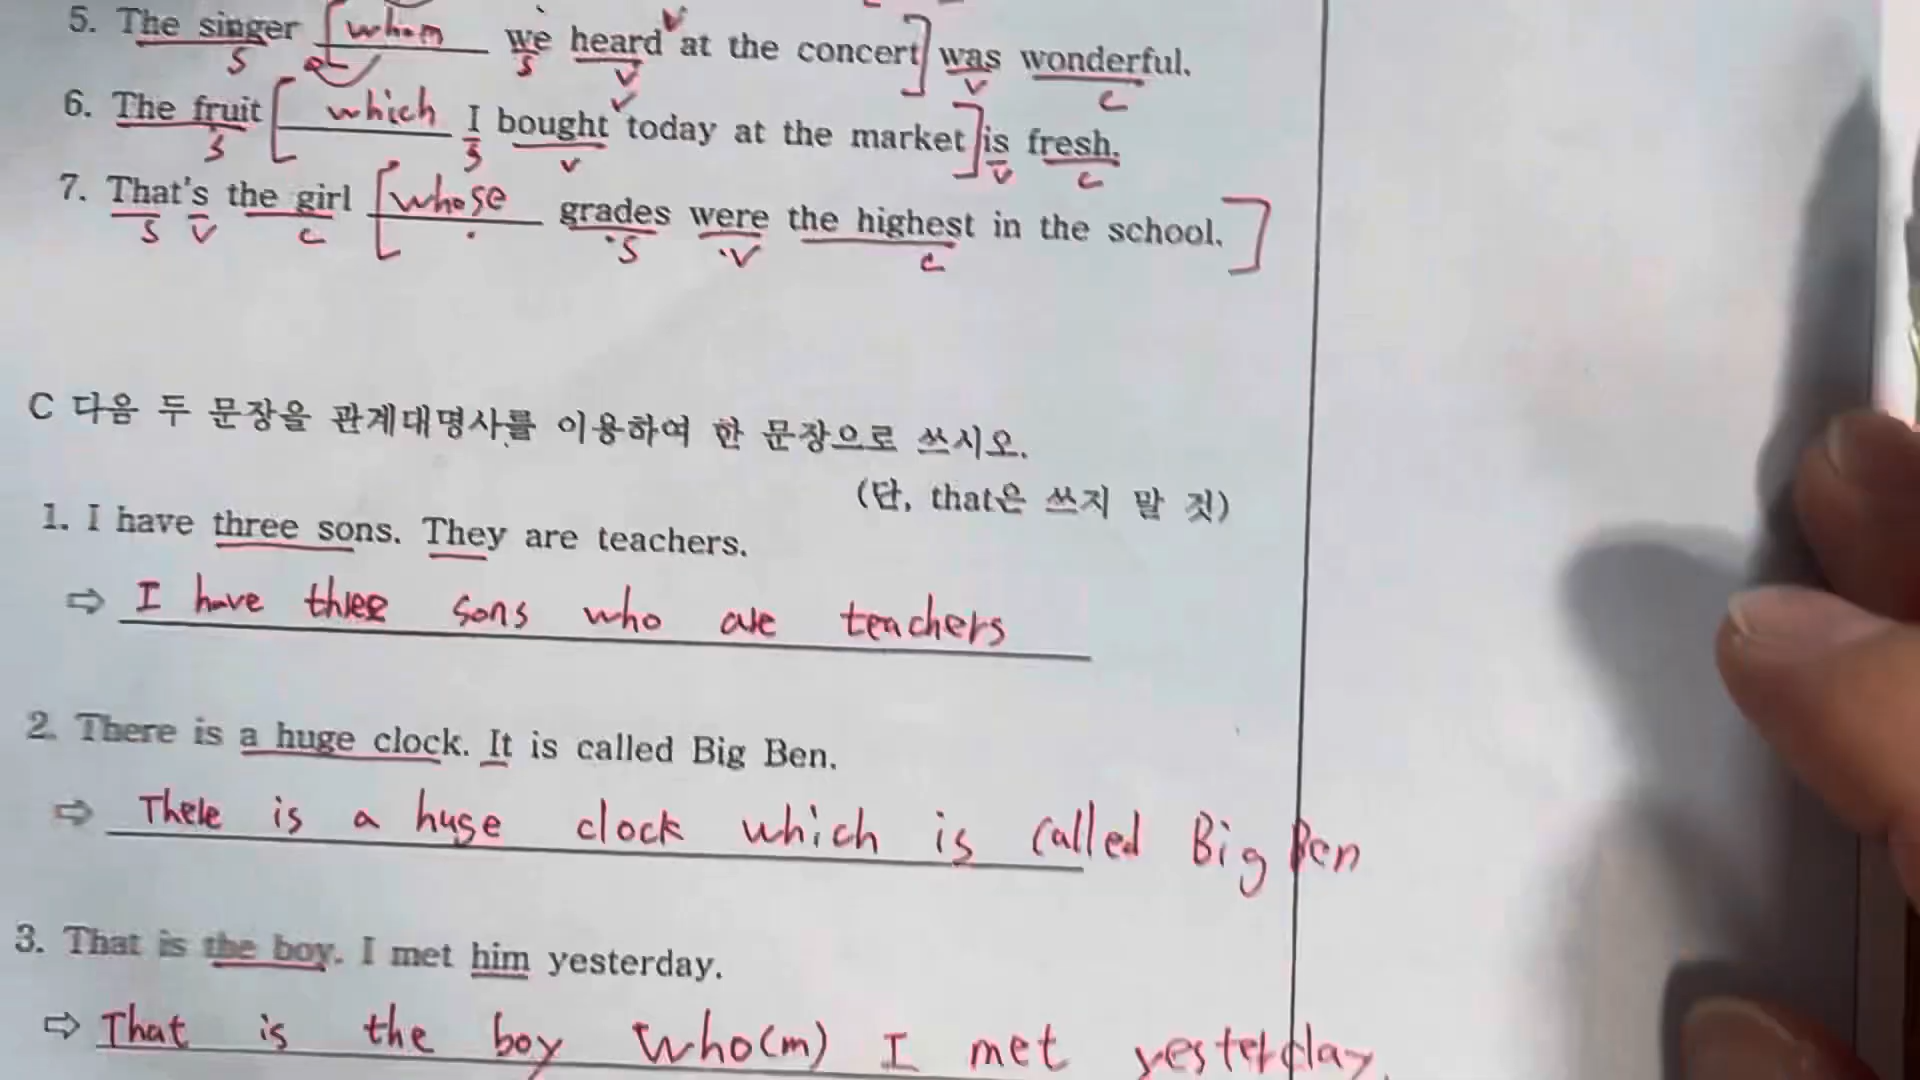 5. The singer [whom we heard at the concert] was wonderful.
S S V V C
6. The fruit [which I bought today at the market] is fresh.
S S V V C
7. That's the girl [whose grades were the highest in the school.]
S V C S V C
C 다음 두 문장을 관계대명사를 이용하여 한 문장으로 쓰시오.
(단, that은 쓰지 말 것)
1. I have three sons. They are teachers.
⇨ I have three sons who are teachers
2. There is a huge clock. It is called Big Ben.
⇨ There is a huge clock which is called Big Ben
3. That is the boy. I met him yesterday.
⇨ That is the boy who(m) I met yesterday.